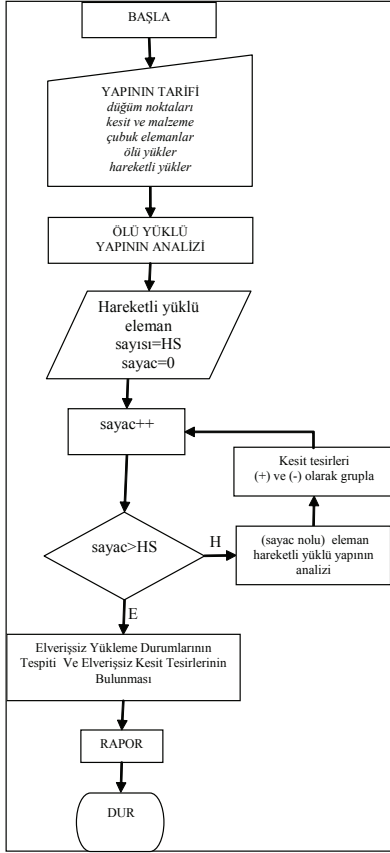 BAŞLA
YAPININ TARİFİ
düğüm noktaları
kesit ve malzeme
çubuk elemanlar
ölü yükler
hareketli yükler
ÖLÜ YÜKLÜ
YAPININ ANALİZİ
Hareketli yüklü
eleman
sayısı=HS
sayac=0
sayac++
Kesit tesirleri
(+) ve (-) olarak grupla
sayac>HS
H
(sayac nolu) eleman
hareketli yüklü yapının
analizi
E
Elverişsiz Yükleme Durumlarının
Tespiti Ve Elverişsiz Kesit Tesirlerinin
Bulunması
RAPOR
DUR